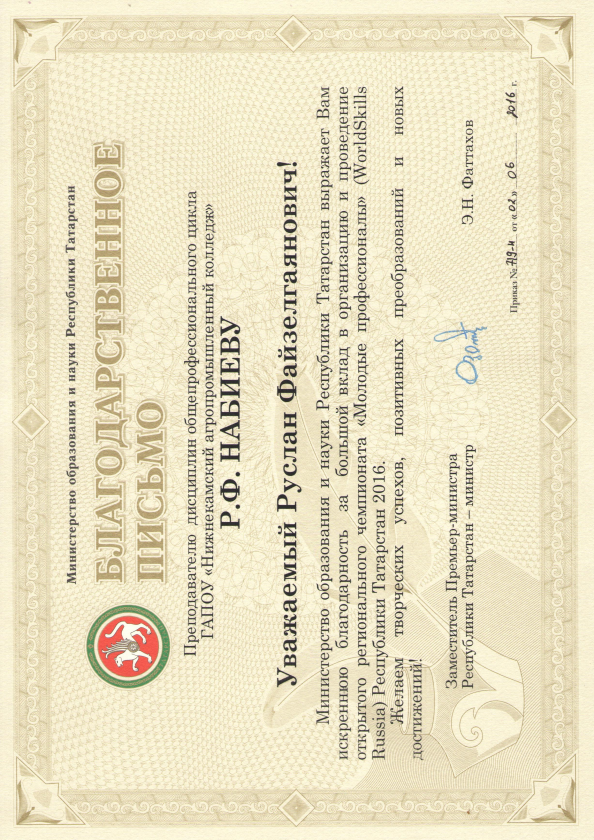 Министерство образования и науки Республики Татарстан
БЛАГОДАРСТВЕННОЕ
ПИСЬМО
Преподавателю дисциплин общепрофессионального цикла
ГАПОУ «Нижнекамский агропромышленный колледж»
Р.Ф. НАБИЕВУ
Уважаемый Руслан Файзелгаянович!
Министерство образования и науки Республики Татарстан выражает Вам
искреннюю благодарность за большой вклад в организацию и проведение
открытого регионального чемпионата «Молодые профессионалы» (WorldSkills
Russia) Республики Татарстан 2016.
Желаем творческих успехов, позитивных преобразований и новых
достижений!
Заместитель Премьер-министра
Республики Татарстан – министр
Э.Н. Фаттахов
Приказ № от «02» 06 2016 г.